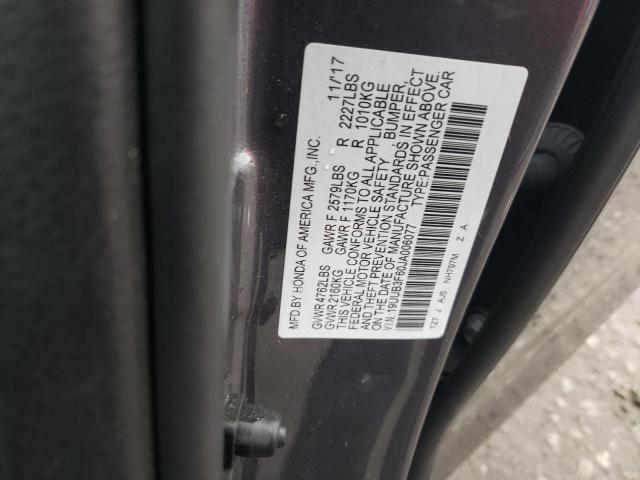 MFD.BY HONDA OF AMERICA MFG.,INC. 11/17
GVWR 4762LBS GAWR F 2579LBS R 2227LBS
GVWR 2160KG GAWR F 1170KG R 1010KG
THIS VEHICLE CONFORMS TO ALL APPLICABLE
FEDERAL MOTOR VEHICLE SAFETY, BUMPER,
AND THEFT PREVENTION STANDARDS IN EFFECT
ON THE DATE OF MANUFACTURE SHOWN ABOVE.
V.I.N.:19UUB3F60JA006077 TYPE:PASSENGER CAR
TZ7 J AJ5 NH797M Z A